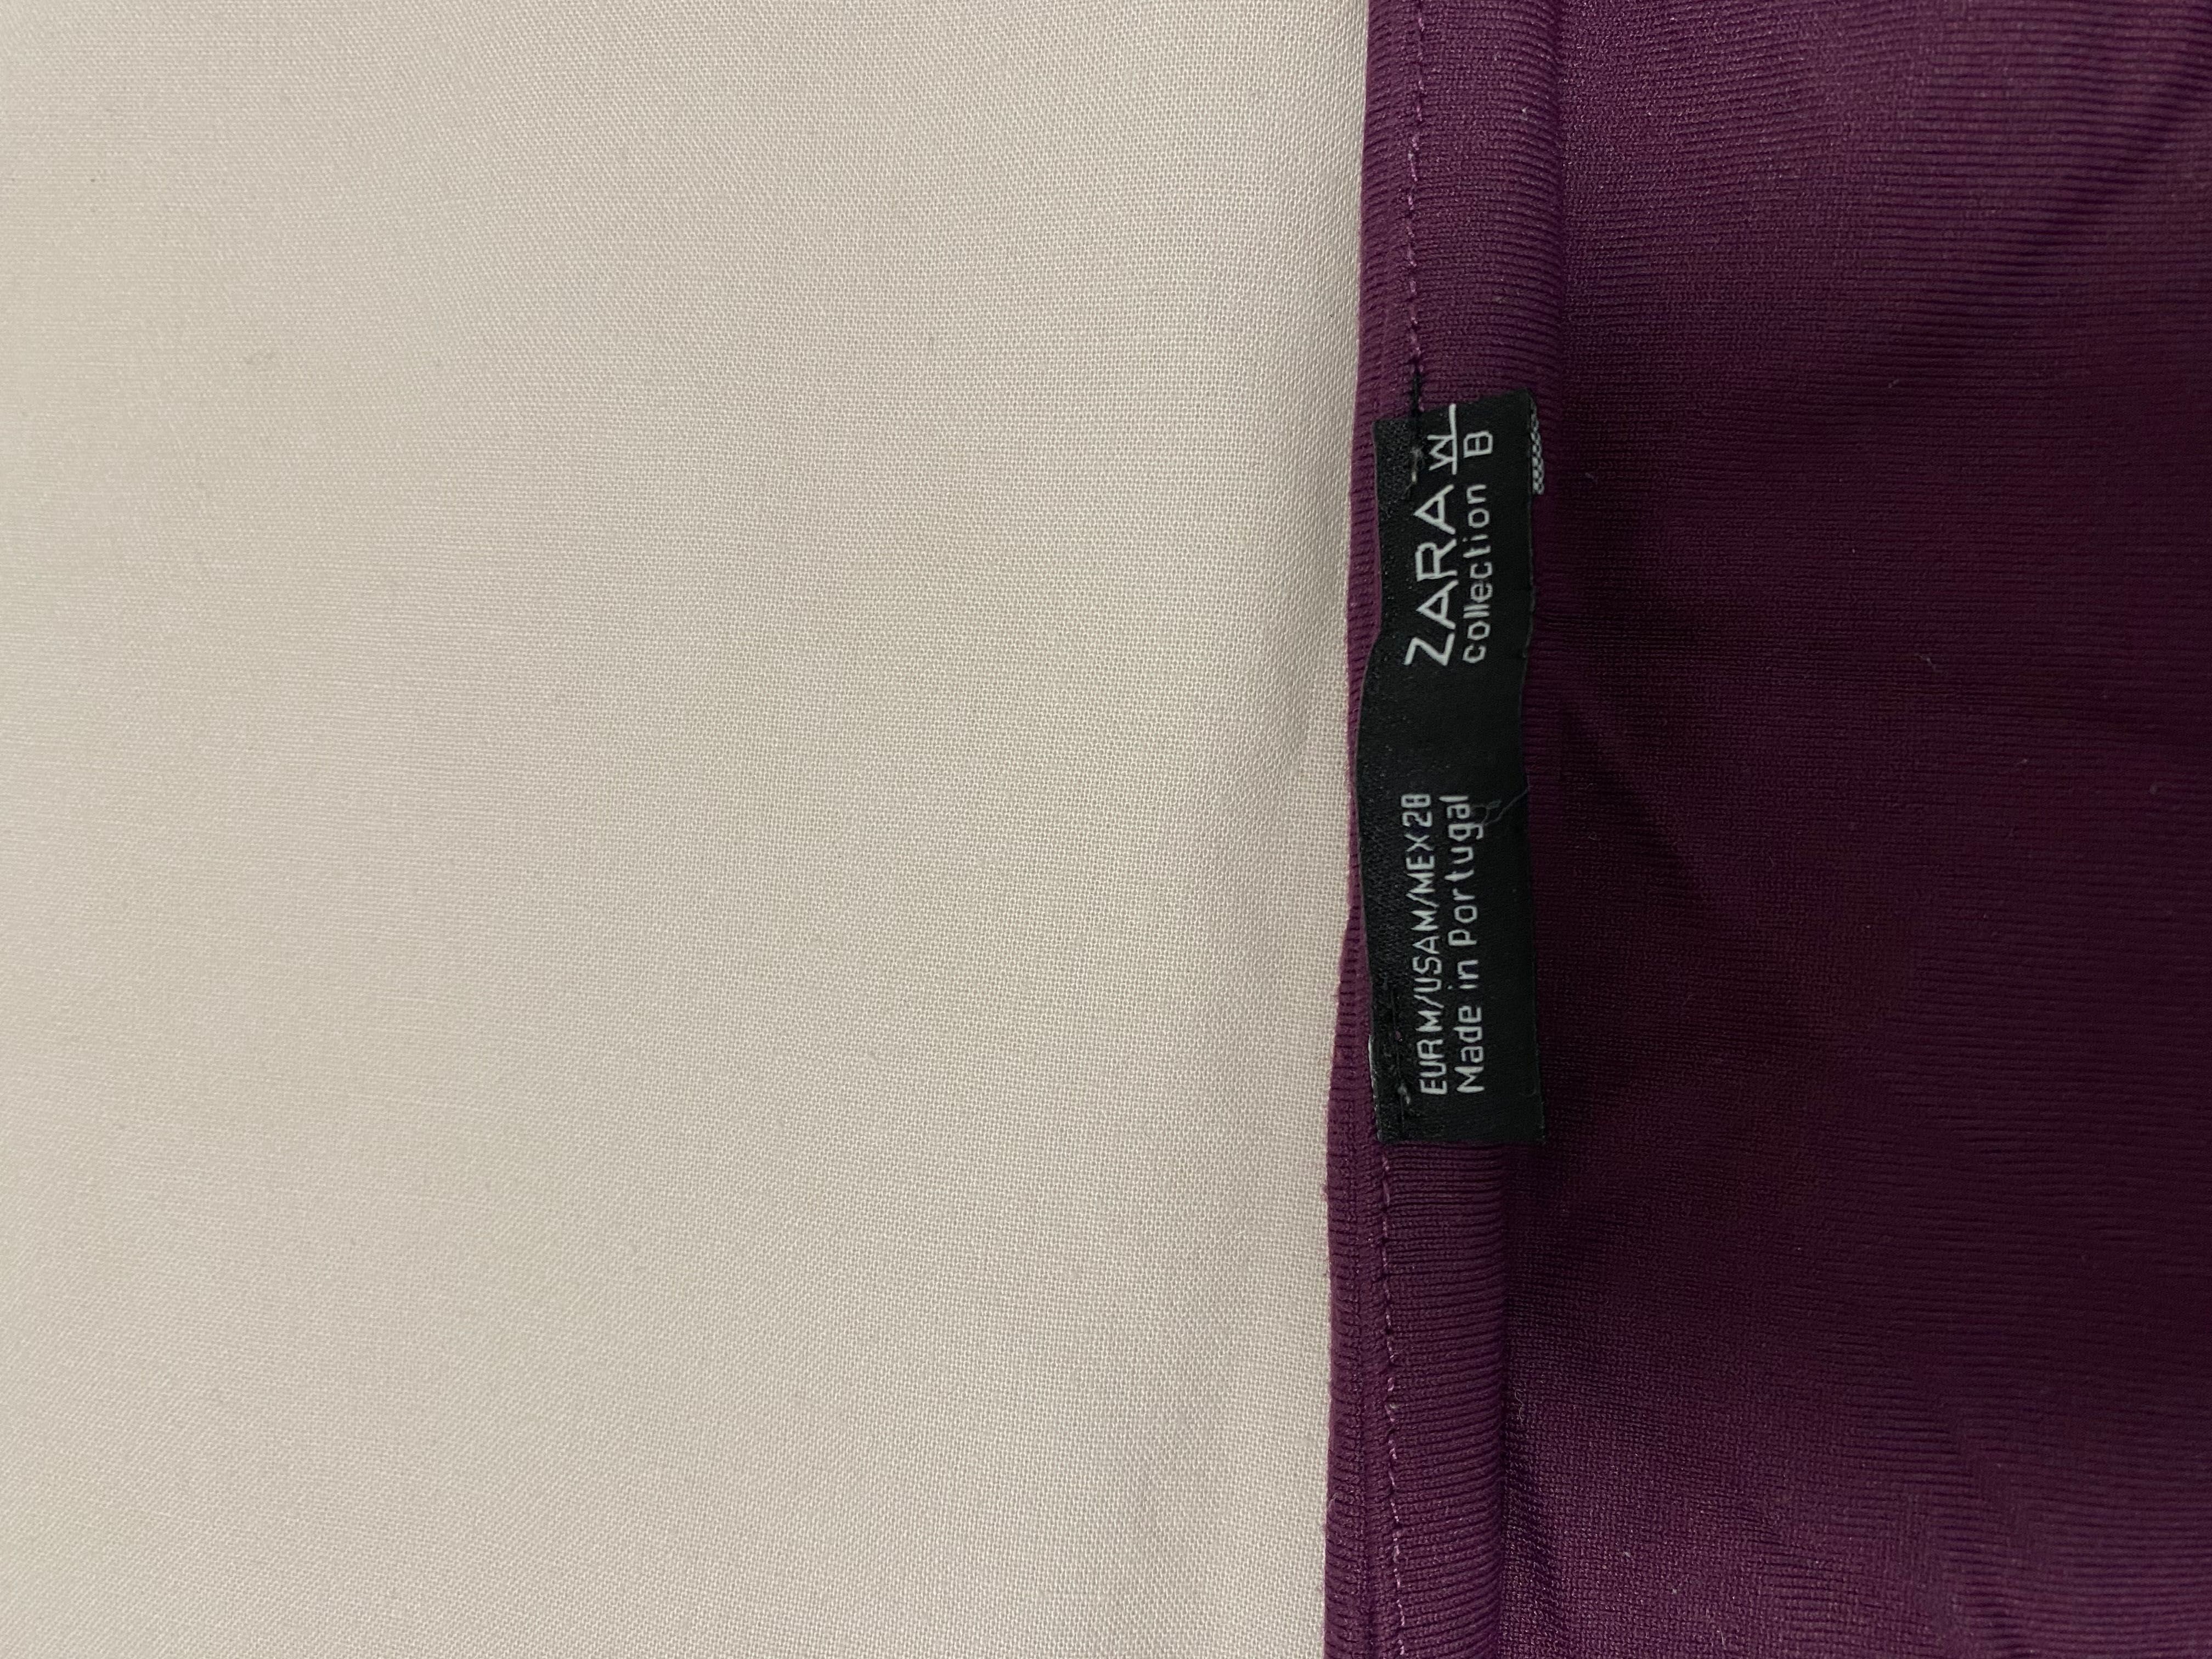 ZARA W
collection B
EUR M/USA M/MEX 28
Made in Portugal